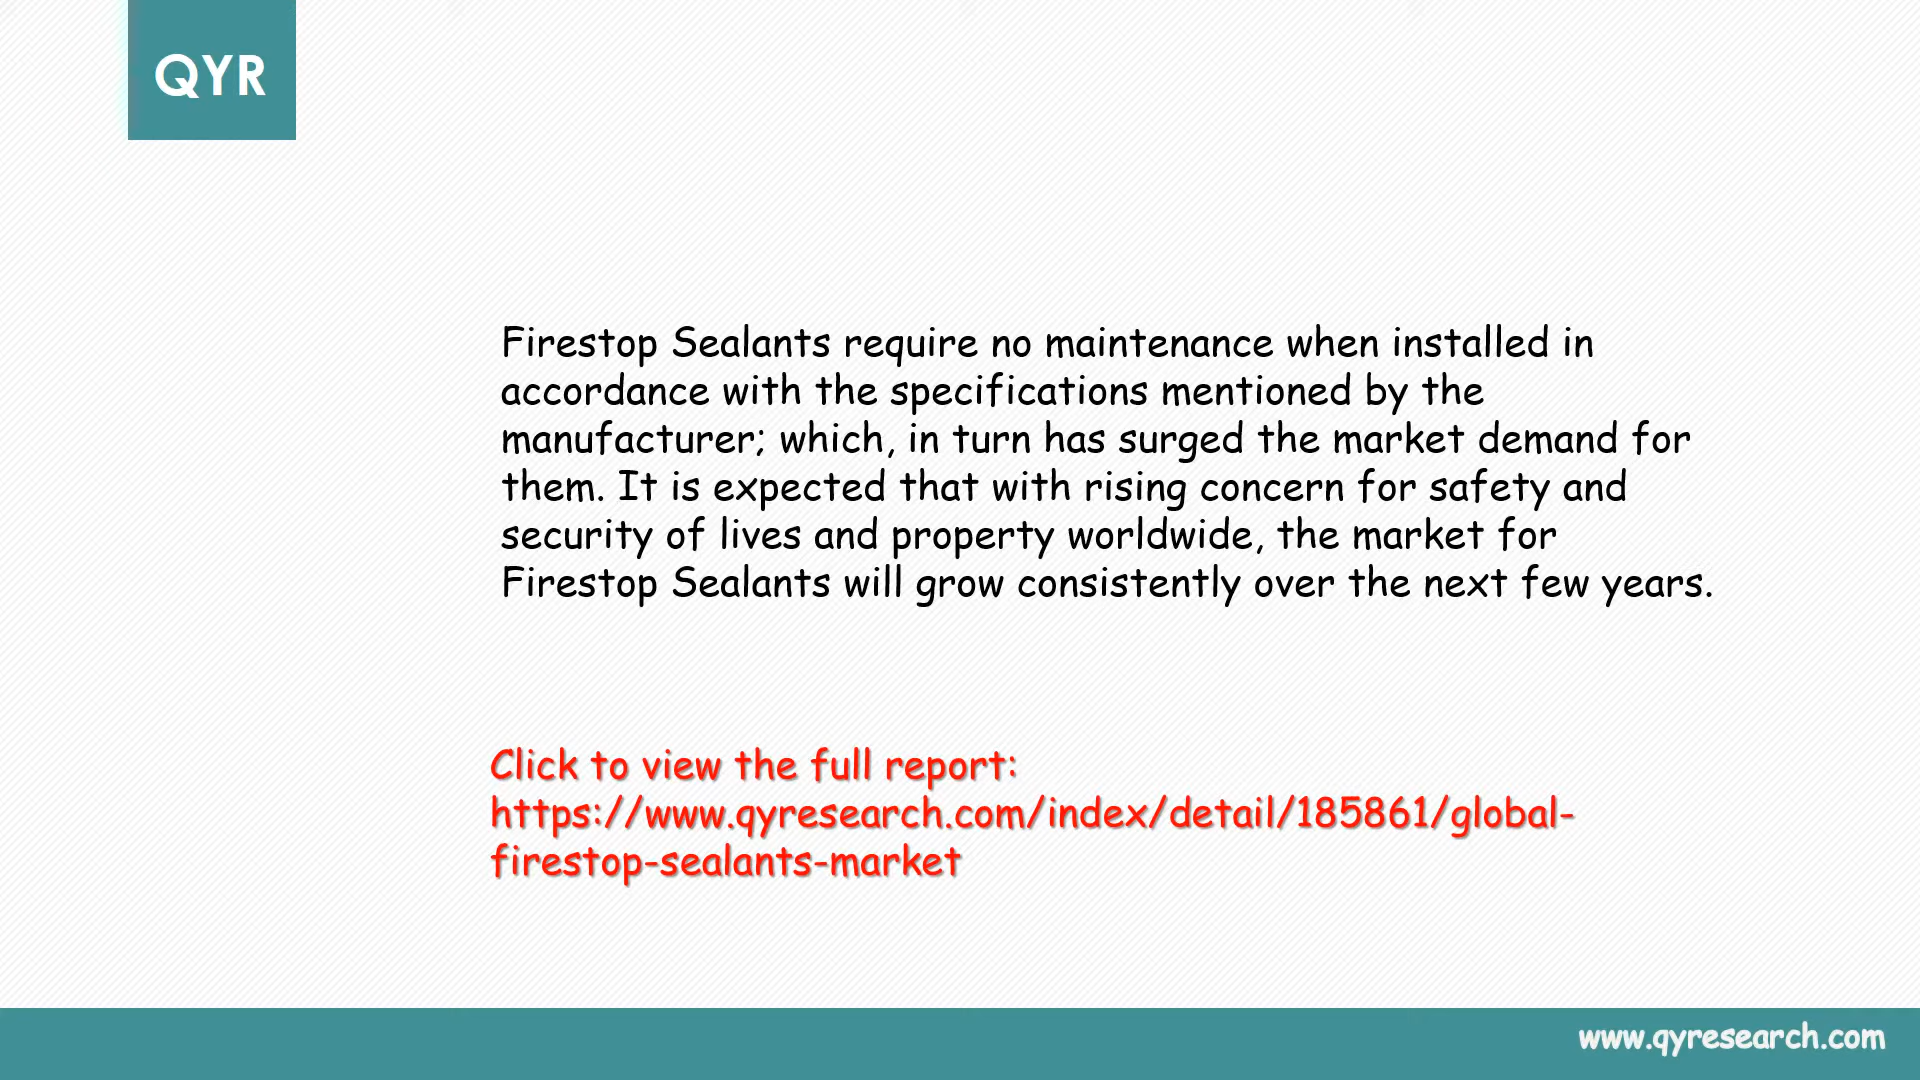 QYR
Firestop Sealants require no maintenance when installed in
accordance with the specifications mentioned by the
manufacturer; which, in turn has surged the market demand for
them. It is expected that with rising concern for safety and
security of lives and property worldwide, the market for
Firestop Sealants will grow consistently over the next few years.
Click to view the full report:
https://www.qyresearch.com/index/detail/185861/global-
firestop-sealants-market
www.qyresearch.com